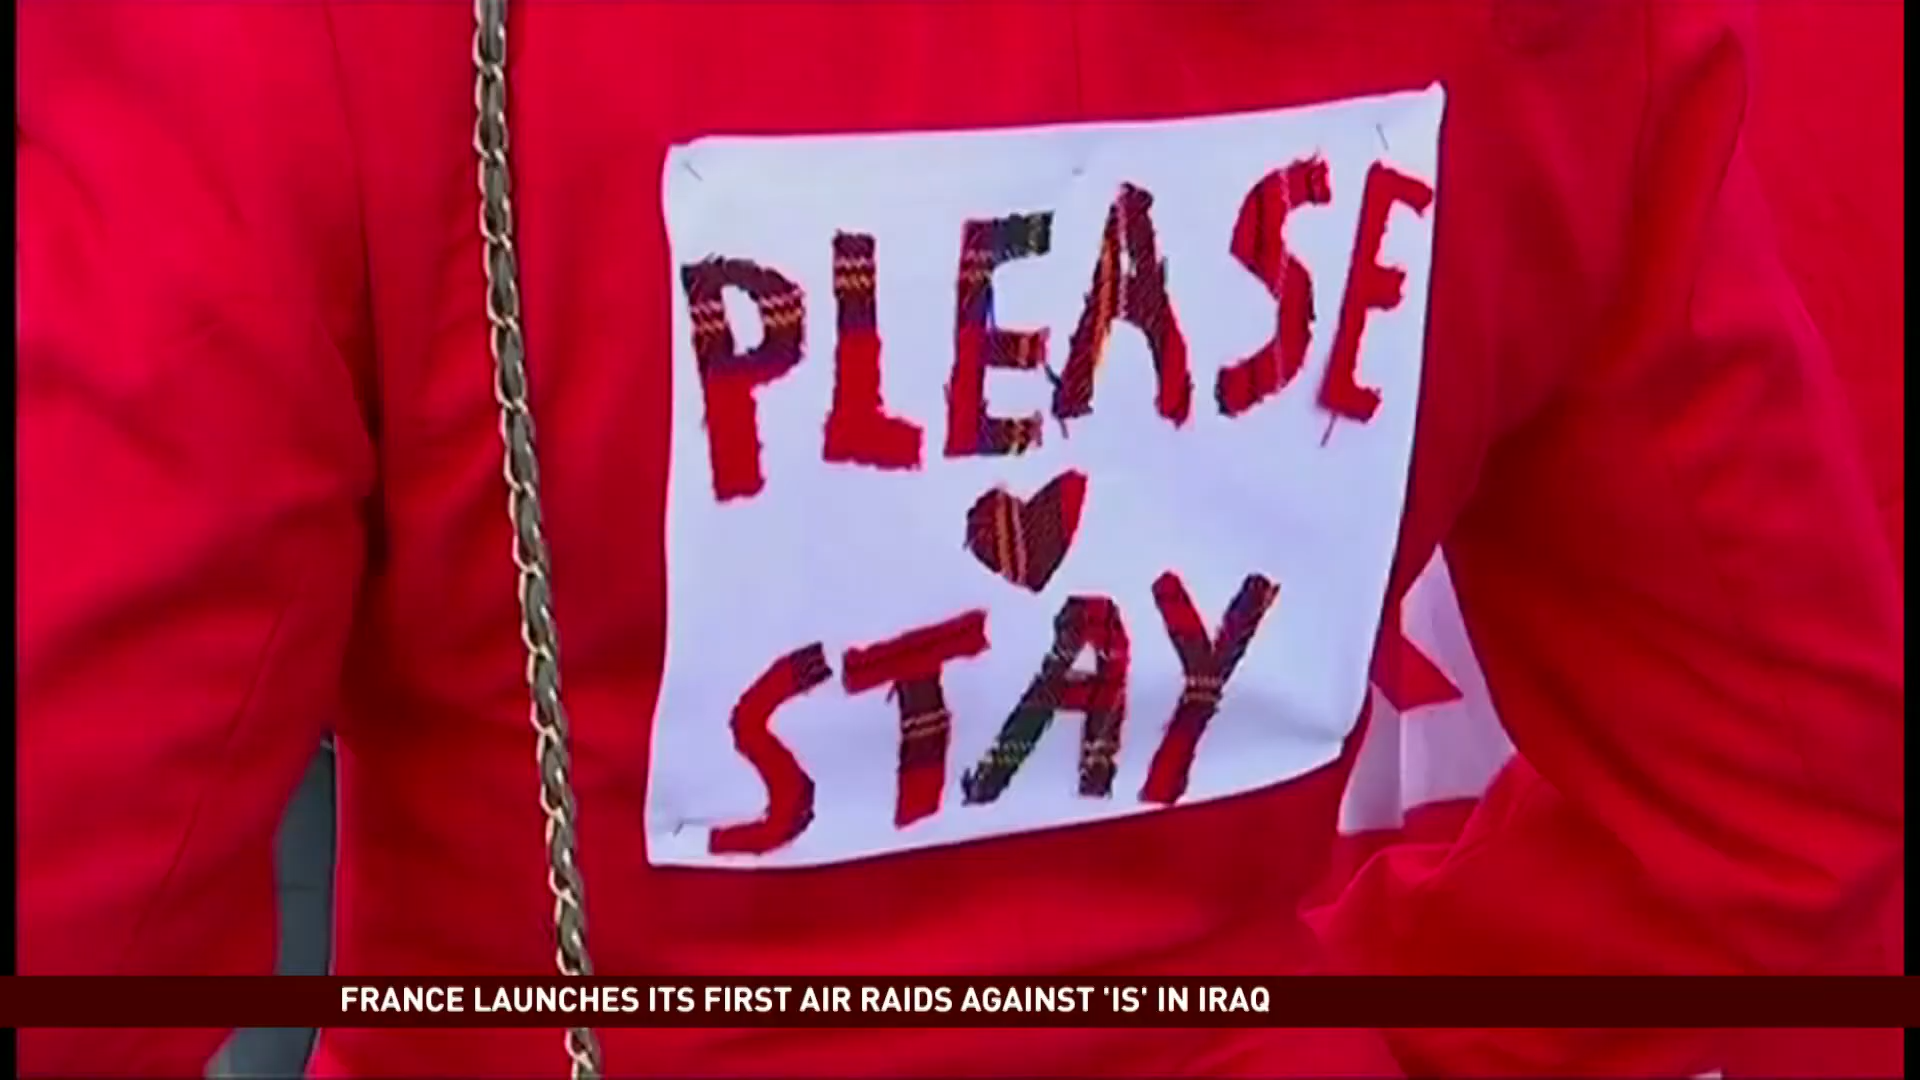 PLEASE
STAY
FRANCE LAUNCHES ITS FIRST AIR RAIDS AGAINST 'IS' IN IRAQ